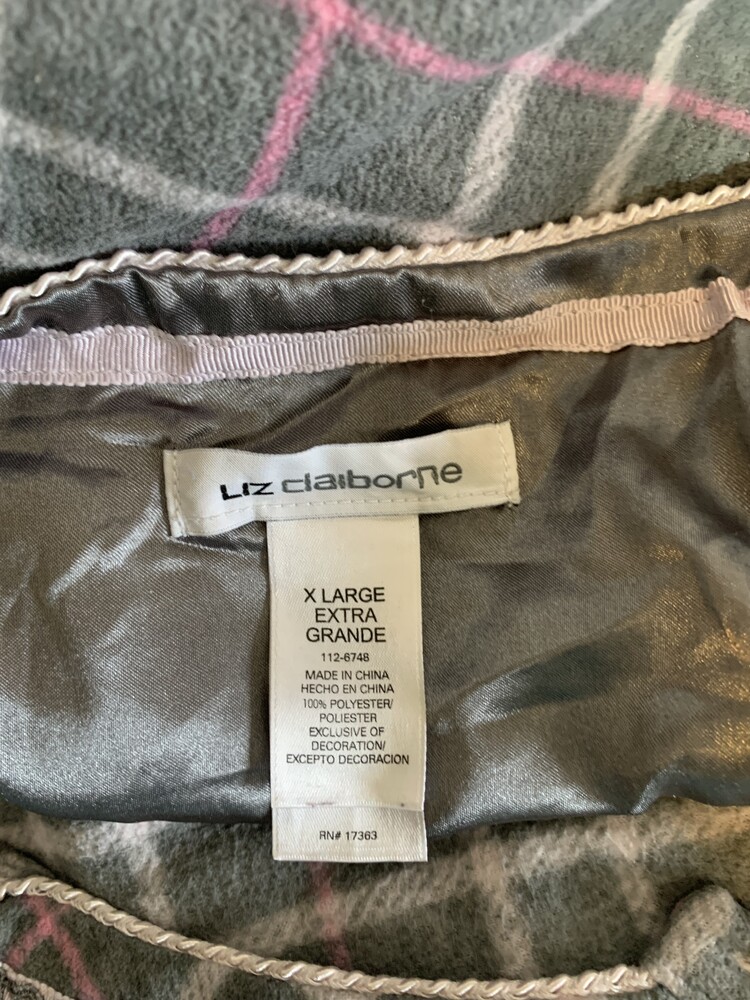 LIZ claiborne
X LARGE
EXTRA
GRANDE
112-6748
MADE IN CHINA
HECHO EN CHINA
100% POLYESTER/
POLIESTER
EXCLUSIVE OF
DECORATION/
EXCEPTO DECORACION
RN# 17363